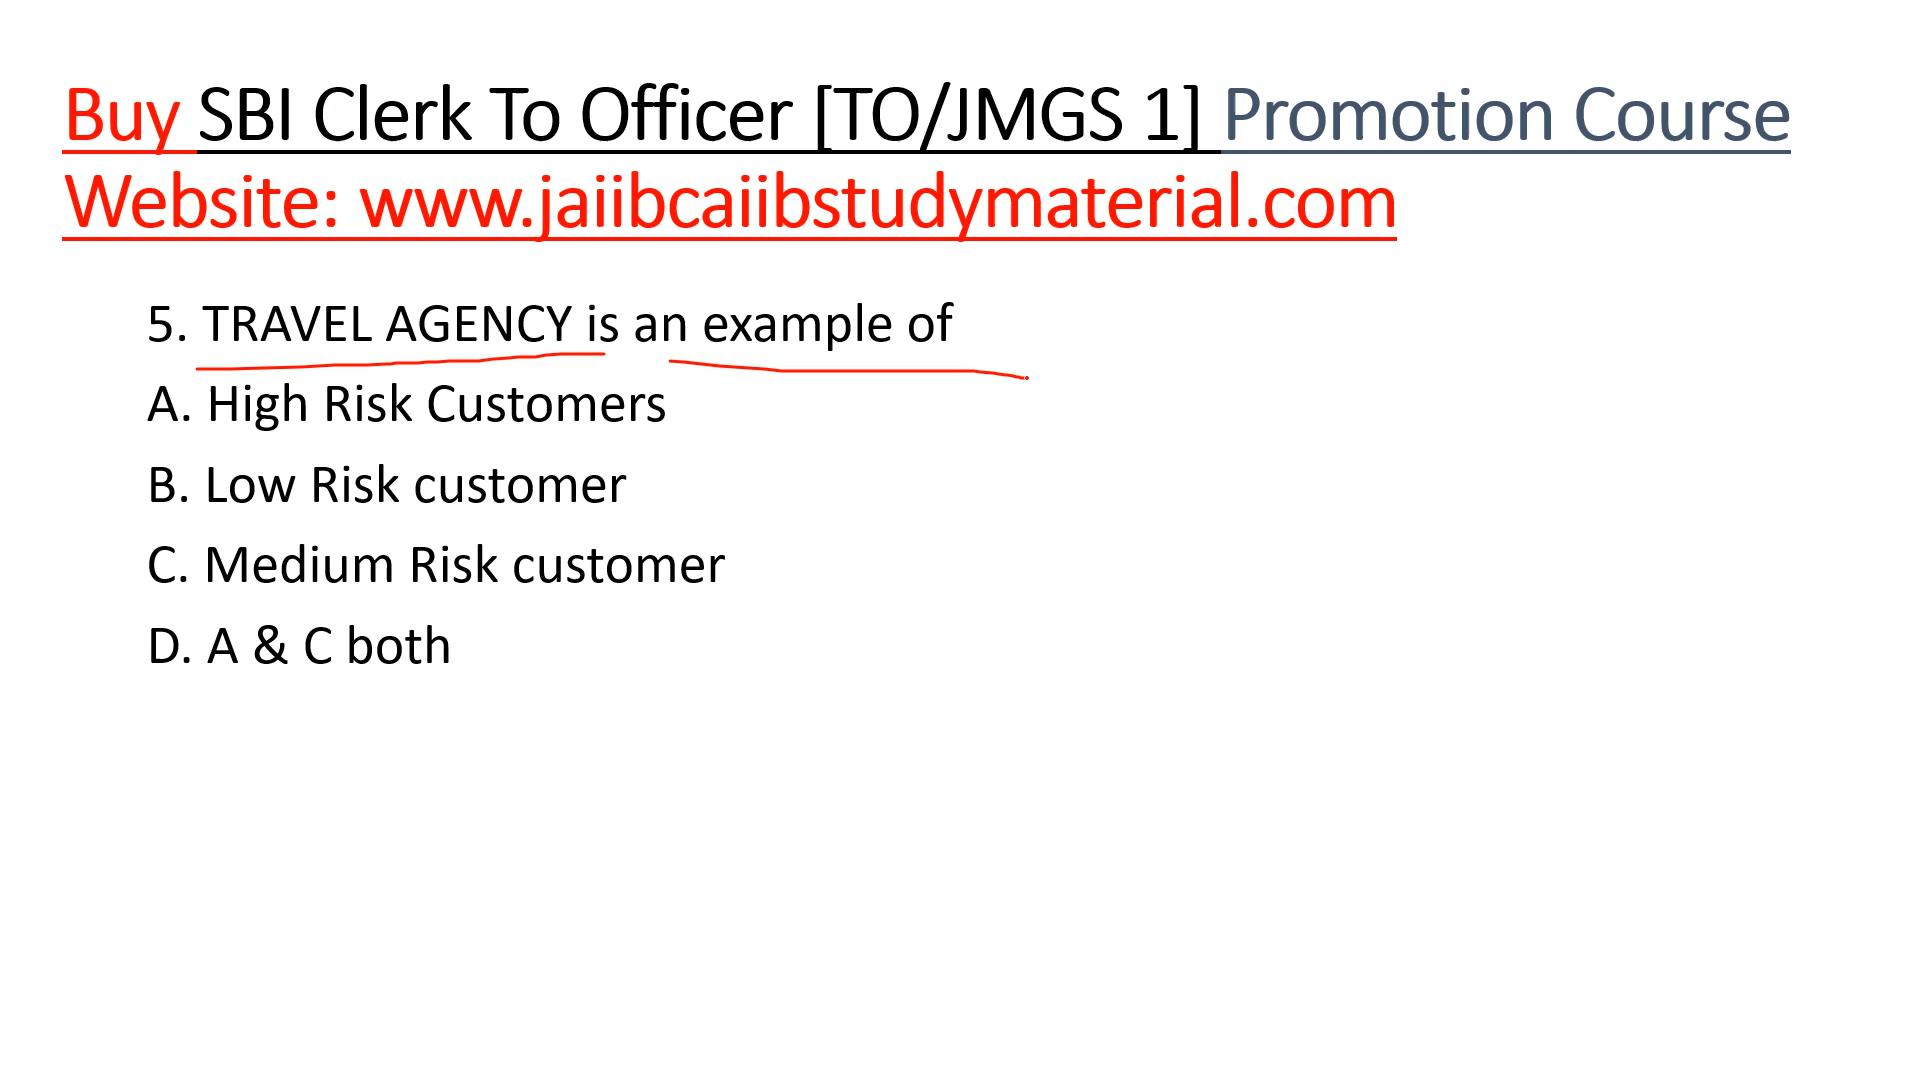 Buy SBI Clerk To Officer [TO/JMGS 1] Promotion Course
Website: www.jaiibcaiibstudymaterial.com
5. TRAVEL AGENCY is an example of
A. High Risk Customers
B. Low Risk customer
C. Medium Risk customer
D. A & C both